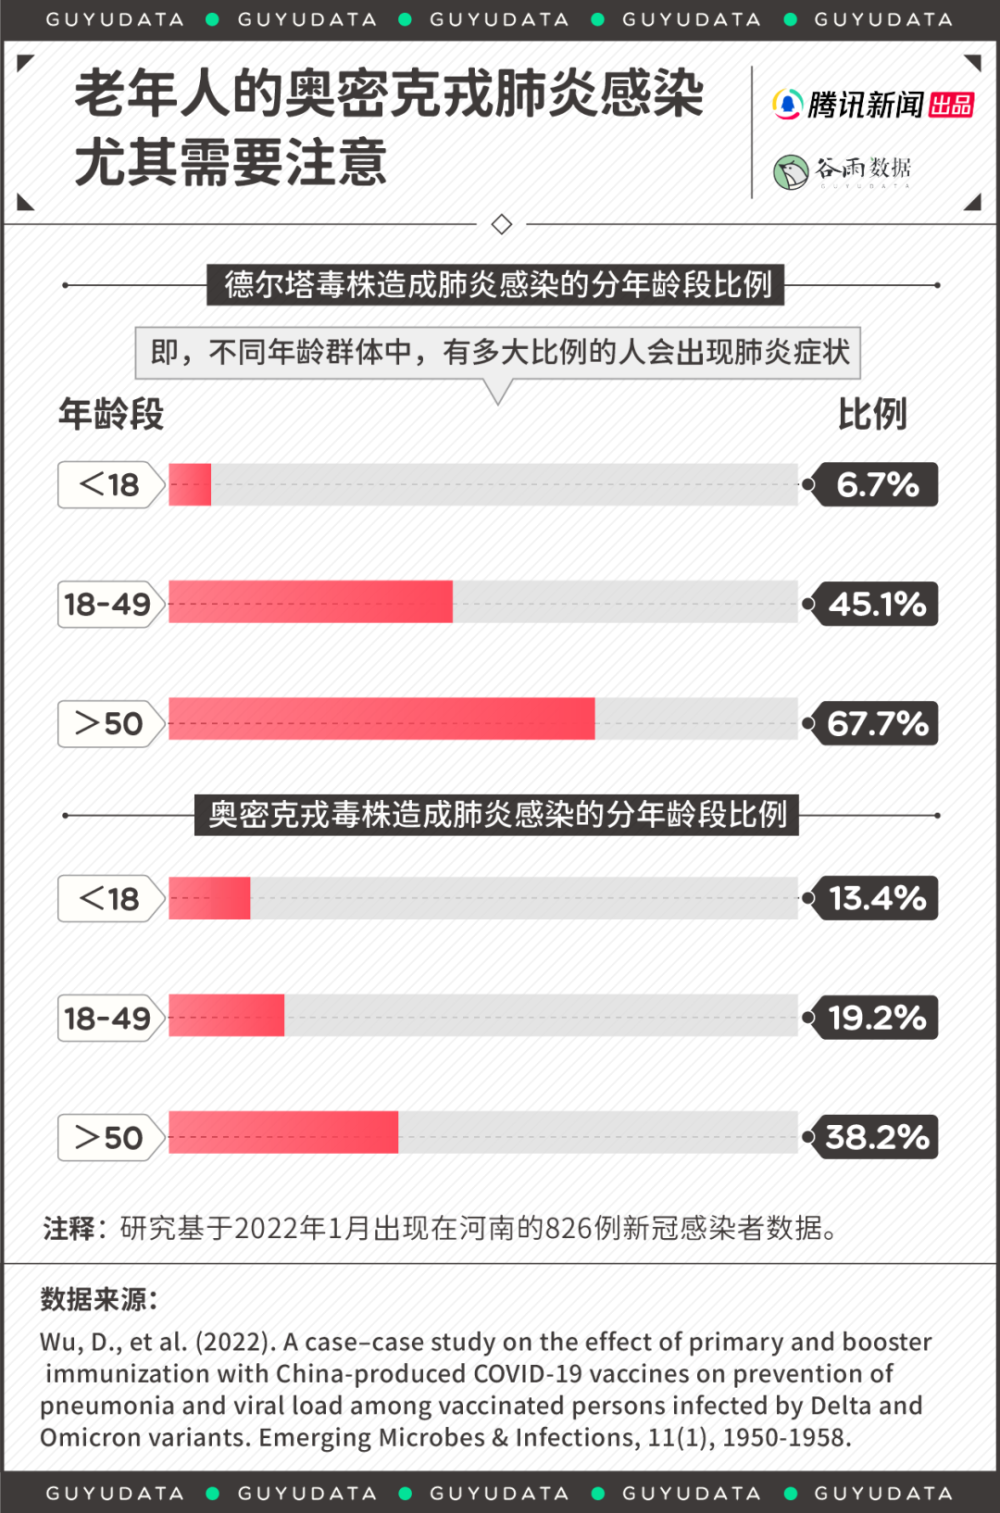 GUYUDATA GUYUDATA GUYUDATA GUYUDATA GUYUDATA
老年人的奥密克戎肺炎感染
尤其需要注意
腾讯新闻 出品
谷雨数据
GUYUDATA
德尔塔毒株造成肺炎感染的分年龄段比例
即，不同年龄群体中，有多大比例的人会出现肺炎症状
年龄段 比例
＜18 6.7%
18-49 45.1%
＞50 67.7%
奥密克戎毒株造成肺炎感染的分年龄段比例
＜18 13.4%
18-49 19.2%
＞50 38.2%
注释：研究基于2022年1月出现在河南的826例新冠感染者数据。
数据来源：
Wu, D., et al. (2022). A case–case study on the effect of primary and booster
immunization with China-produced COVID-19 vaccines on prevention of
pneumonia and viral load among vaccinated persons infected by Delta and
Omicron variants. Emerging Microbes & Infections, 11(1), 1950-1958.
GUYUDATA GUYUDATA GUYUDATA GUYUDATA GUYUDATA